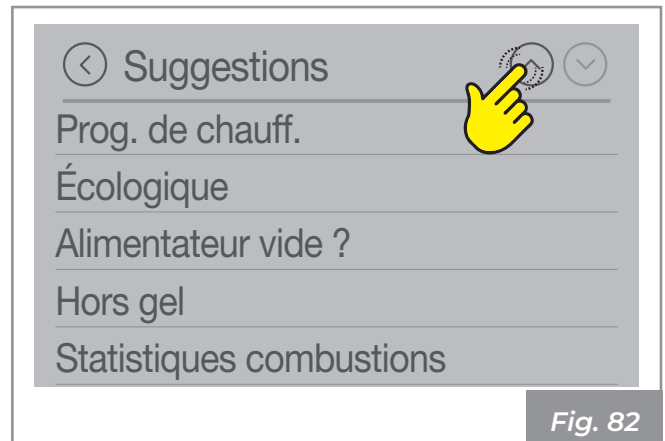 Suggestions
Prog. de chauff.
Écologique
Alimentateur vide ?
Hors gel
Statistiques combustions
Fig. 82